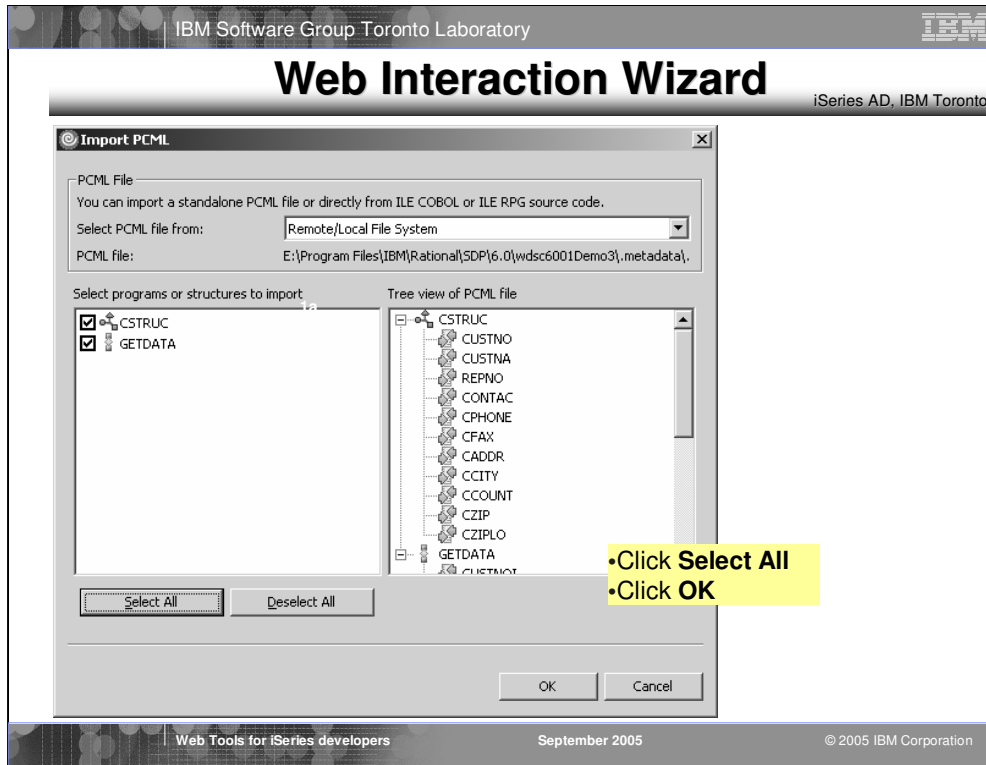 IBM Software Group Toronto Laboratory
IBM
Web Interaction Wizard
iSeries AD, IBM Toronto
Import PCML
PCML File
You can import a standalone PCML file or directly from ILE COBOL or ILE RPG source code.
Select PCML file from: Remote/Local File System
PCML file: E:\Program Files\IBM\Rational\SDP\6.0\wdsc6001Demo3\.metadata\.
Select programs or structures to import
1a
CSTRUC
GETDATA
Tree view of PCML file
CSTRUC
CUSTNO
CUSTNA
REPNO
CONTAC
CPHONE
CFAX
CADDR
CCITY
CCOUNT
CZIP
CZIPLO
GETDATA
CUSTNOI
•Click Select All
•Click OK
Select All Deselect All
OK Cancel
Web Tools for iSeries developers September 2005 © 2005 IBM Corporation